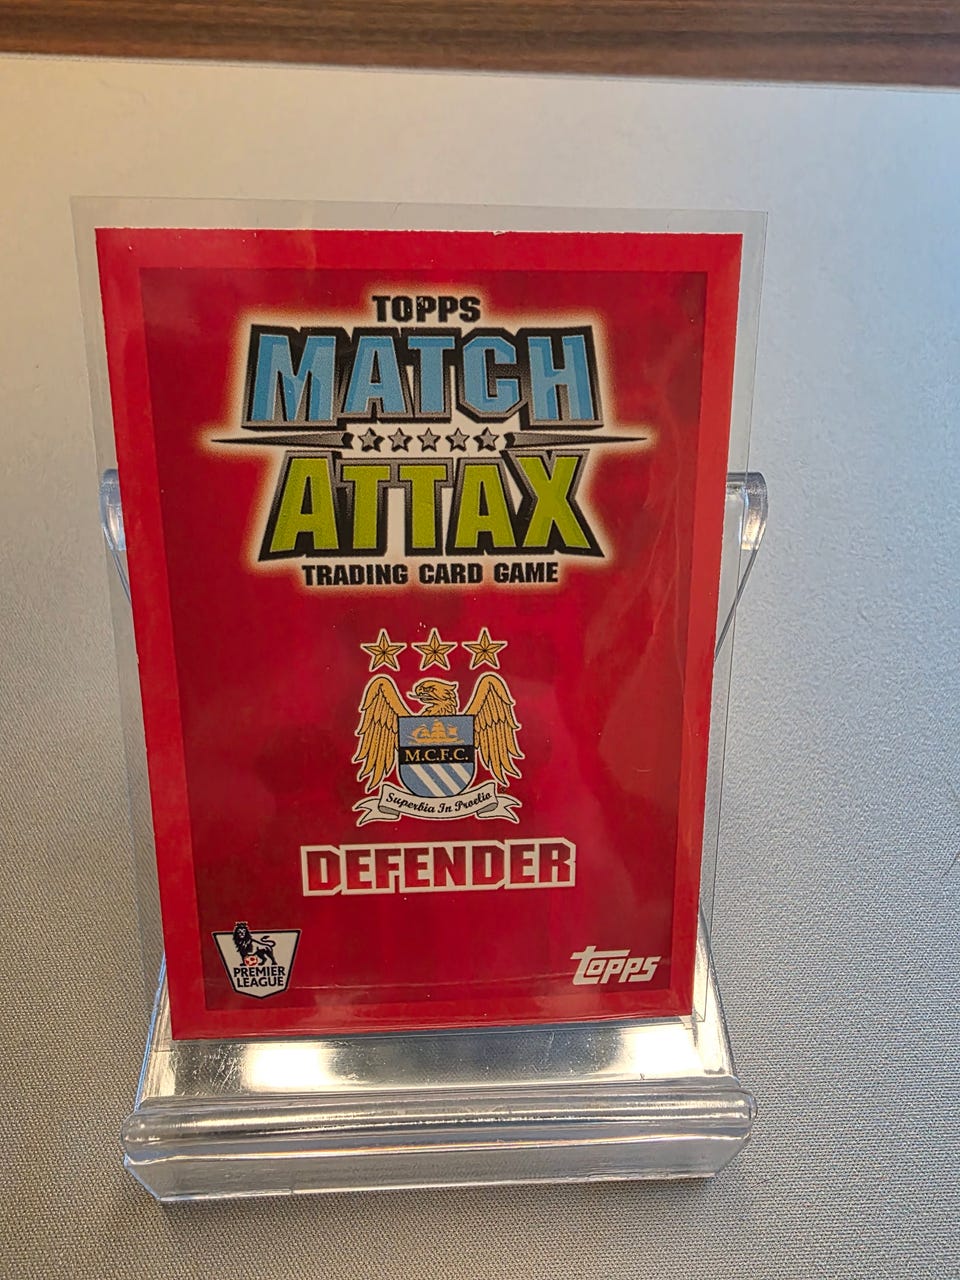 TOPPS
MATCH
ATTAX
TRADING CARD GAME
M.C.F.C.
Superbia In Proelio
DEFENDER
PREMIER
LEAGUE
topps